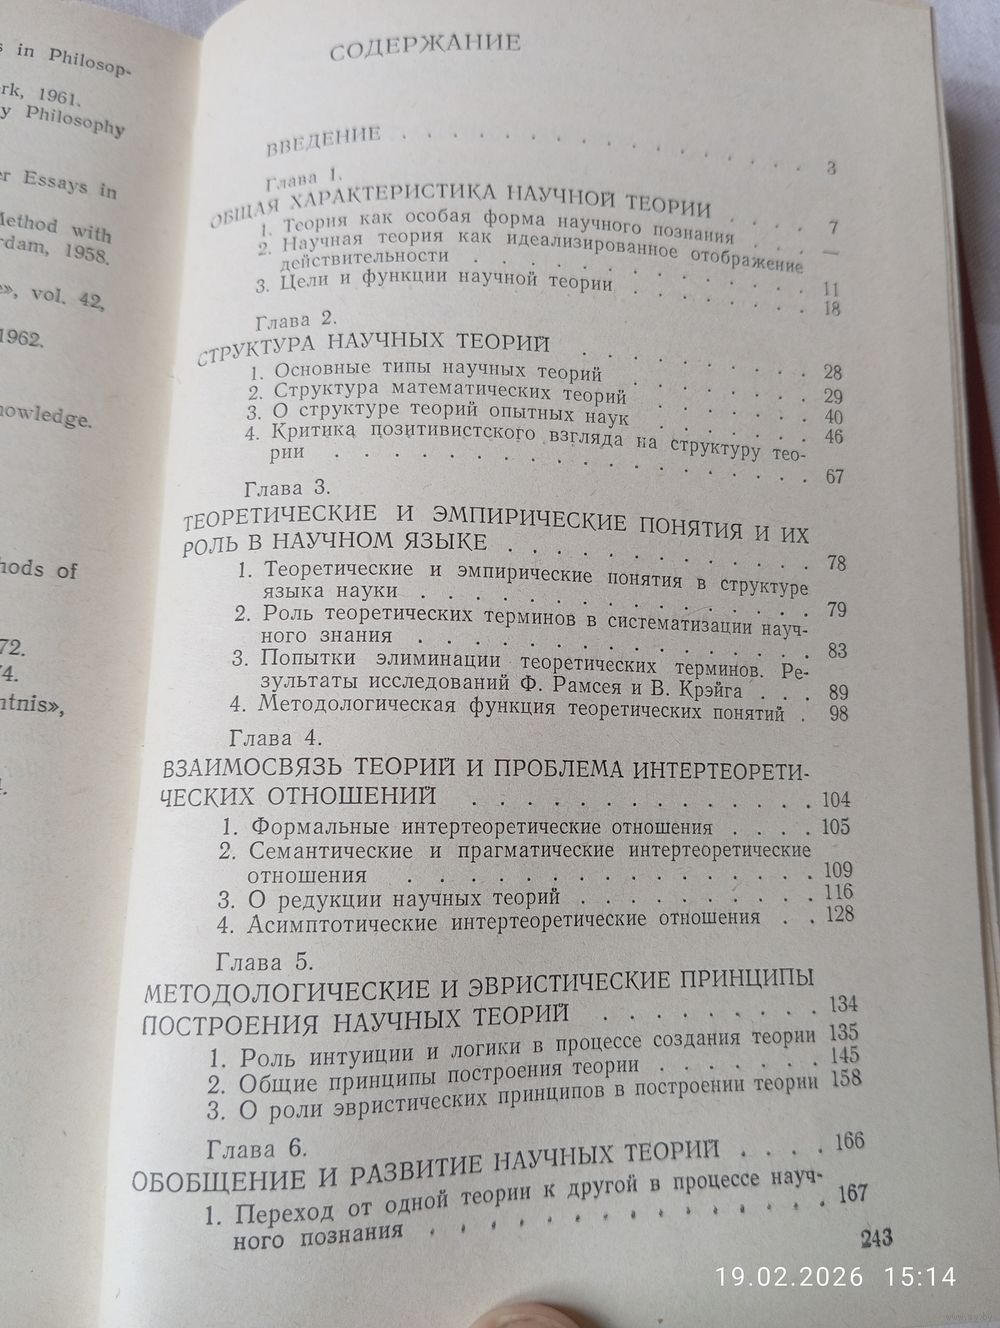 s in Philosop-
rk, 1961.
y Philosophy
r Essays in
Method with
rdam, 1958.
», vol. 42,
1962.
nowledge.
hods of
72.
74.
ntnis»,
СОДЕРЖАНИЕ
ВВЕДЕНИЕ . . . . . . . . . . . . . . 3
Глава 1.
ОБЩАЯ ХАРАКТЕРИСТИКА НАУЧНОЙ ТЕОРИИ . . . . 7
1. Теория как особая форма научного познания . . . —
2. Научная теория как идеализированное отображение
действительности . . . . . . . . . . . 11
3. Цели и функции научной теории . . . . . . . 18
Глава 2.
СТРУКТУРА НАУЧНЫХ ТЕОРИЙ . . . . . . . . 28
1. Основные типы научных теорий . . . . . . . 29
2. Структура математических теорий . . . . . . 40
3. О структуре теорий опытных наук . . . . . . 46
4. Критика позитивистского взгляда на структуру тео-
рии . . . . . . . . . . . . . . . . . 67
Глава 3.
ТЕОРЕТИЧЕСКИЕ И ЭМПИРИЧЕСКИЕ ПОНЯТИЯ И ИХ
РОЛЬ В НАУЧНОМ ЯЗЫКЕ . . . . . . . . . . . 78
1. Теоретические и эмпирические понятия в структуре
языка науки . . . . . . . . . . . . . . 79
2. Роль теоретических терминов в систематизации науч-
ного знания . . . . . . . . . . . . . . 83
3. Попытки элиминации теоретических терминов. Ре-
зультаты исследований Ф. Рамсея и В. Крэйга . . . 89
4. Методологическая функция теоретических понятий . 98
Глава 4.
ВЗАИМОСВЯЗЬ ТЕОРИЙ И ПРОБЛЕМА ИНТЕРТЕОРЕТИ-
ЧЕСКИХ ОТНОШЕНИЙ . . . . . . . . . . . . 104
1. Формальные интертеоретические отношения . . . . 105
2. Семантические и прагматические интертеоретические
отношения . . . . . . . . . . . . . . . 109
3. О редукции научных теорий . . . . . . . . . 116
4. Асимптотические интертеоретические отношения . . 128
Глава 5.
МЕТОДОЛОГИЧЕСКИЕ И ЭВРИСТИЧЕСКИЕ ПРИНЦИПЫ
ПОСТРОЕНИЯ НАУЧНЫХ ТЕОРИЙ . . . . . . . . . 134
1. Роль интуиции и логики в процессе создания теории 135
2. Общие принципы построения теории . . . . . . . 145
3. О роли эвристических принципов в построении теории 158
Глава 6.
ОБОБЩЕНИЕ И РАЗВИТИЕ НАУЧНЫХ ТЕОРИЙ . . . . 166
1. Переход от одной теории к другой в процессе науч-
ного познания . . . . . . . . . . . . . . 167
243
19.02.2026 15:14